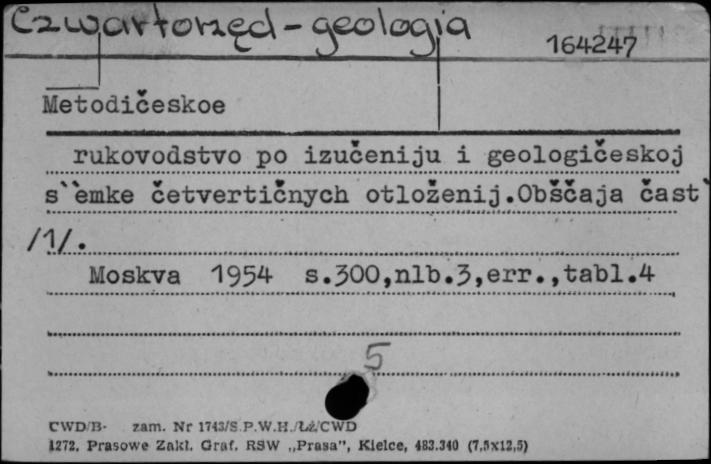 Czwartorzęd - geologia
164247
Metodičeskoe
rukovodstvo po izučeniju i geologičeskoj
s``emke četvertičnych otloženij.Obščaja čast`
/1/.
Moskva 1954 s.300,nlb.3,err.,tabl.4
5
CWD/B- zam. Nr 1743/S.P.W.H./Łź/CWD
1272. Prasowe Zakł. Graf. RSW „Prasa”, Kielce, 483.340 (7,5x12,5)